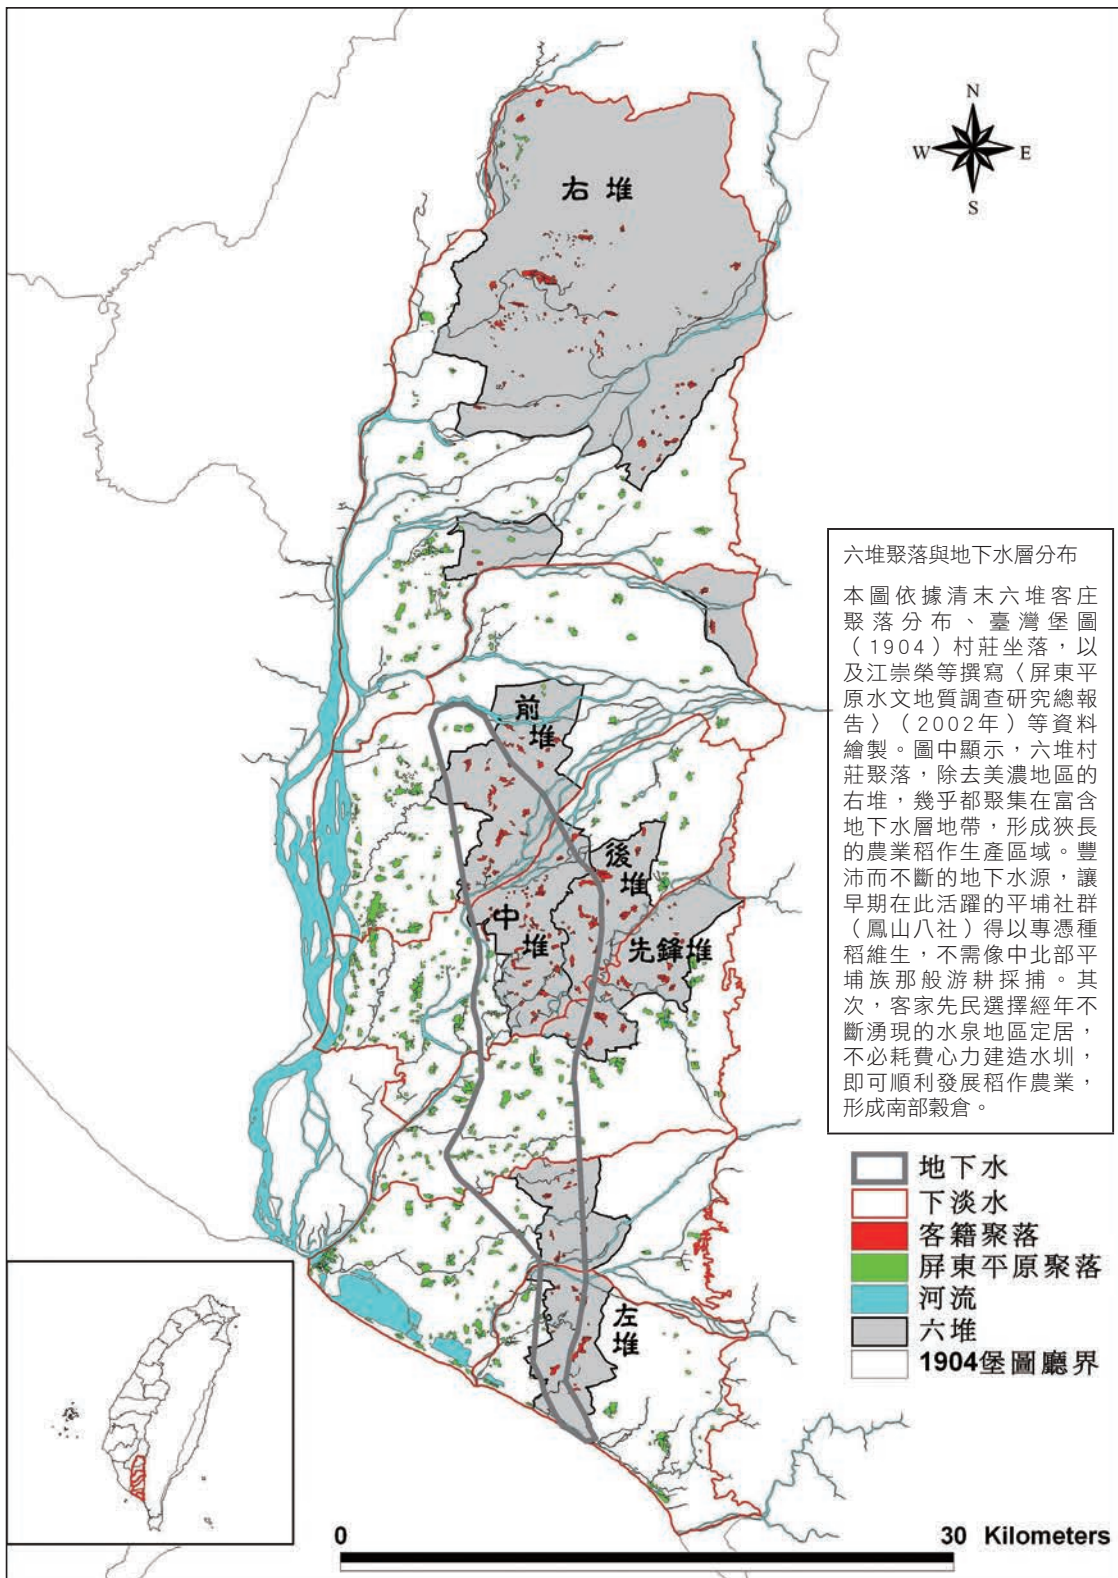 N
W
E
S
右堆
前堆
後堆
中堆
先鋒堆
左堆
六堆聚落與地下水層分布
本圖依據清末六堆客庄
聚落分布、臺灣堡圖
（1904）村莊坐落，以
及江崇榮等撰寫〈屏東平
原水文地質調查研究總報
告〉（2002年）等資料
繪製。圖中顯示，六堆村
莊聚落，除去美濃地區的
右堆，幾乎都聚集在富含
地下水層地帶，形成狹長
的農業稻作生產區域。豐
沛而不斷的地下水源，讓
早期在此活躍的平埔社群
（鳳山八社）得以專憑種
稻維生，不需像中北部平
埔族那般游耕採捕。其
次，客家先民選擇經年不
斷湧現的水泉地區定居，
不必耗費心力建造水圳，
即可順利發展稻作農業，
形成南部穀倉。
地下水
下淡水
客籍聚落
屏東平原聚落
河流
六堆
1904堡圖廳界
0
30 Kilometers